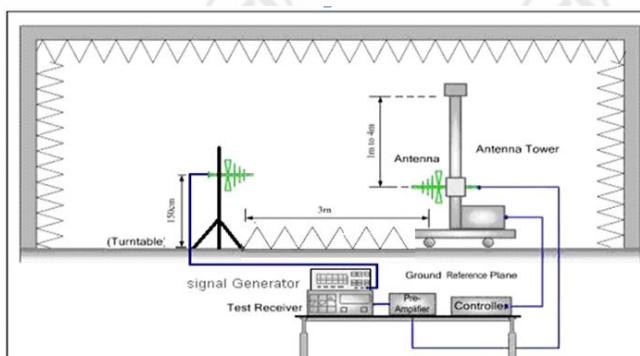 1m to 4m
Antenna
Antenna Tower
150cm
3m
(Turntable)
Ground Reference Plane
signal Generator
Test Receiver
Pre-
Amplifier
Controller